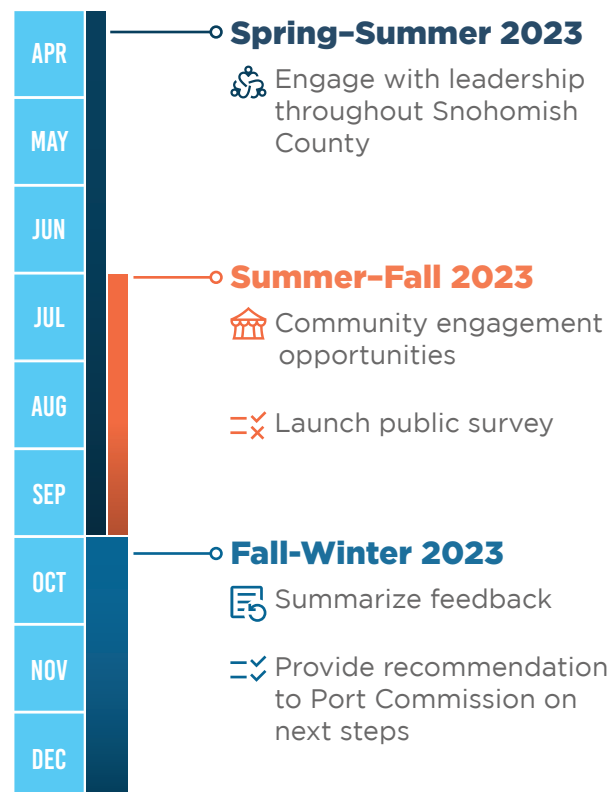 APR
MAY
JUN
JUL
AUG
SEP
OCT
NOV
DEC
Spring–Summer 2023
Engage with leadership
throughout Snohomish
County
Summer–Fall 2023
Community engagement
opportunities
Launch public survey
Fall-Winter 2023
Summarize feedback
Provide recommendation
to Port Commission on
next steps